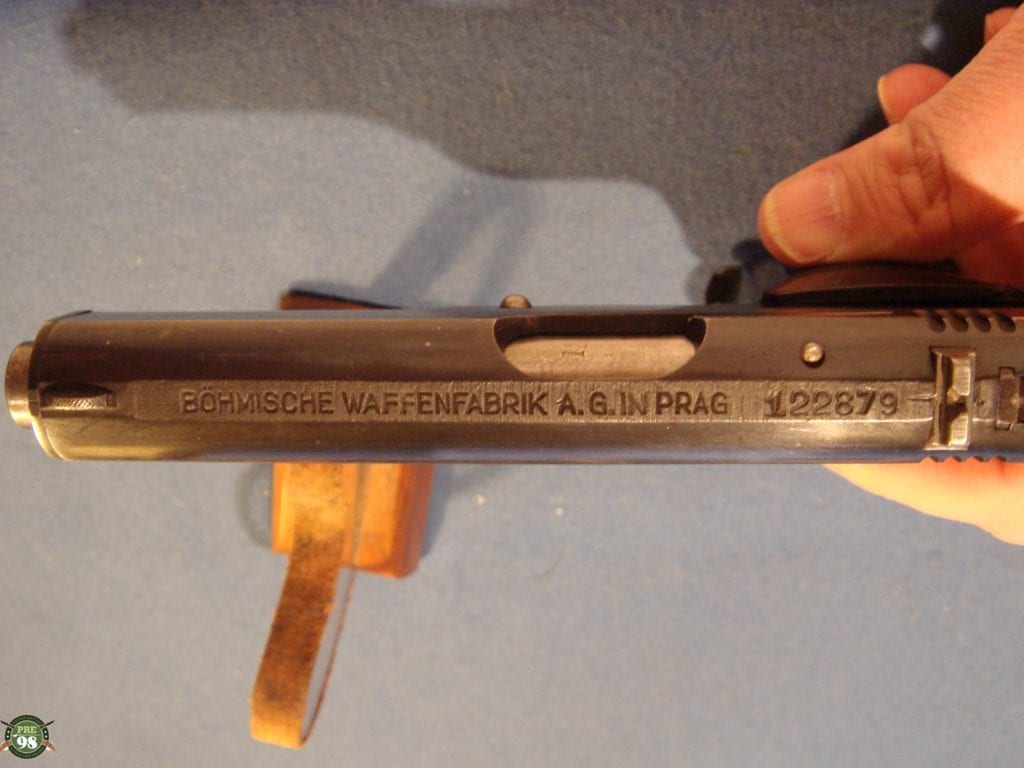 BÖHMISCHE WAFFENFABRIK A.G. IN PRAG 122879
PRE
98